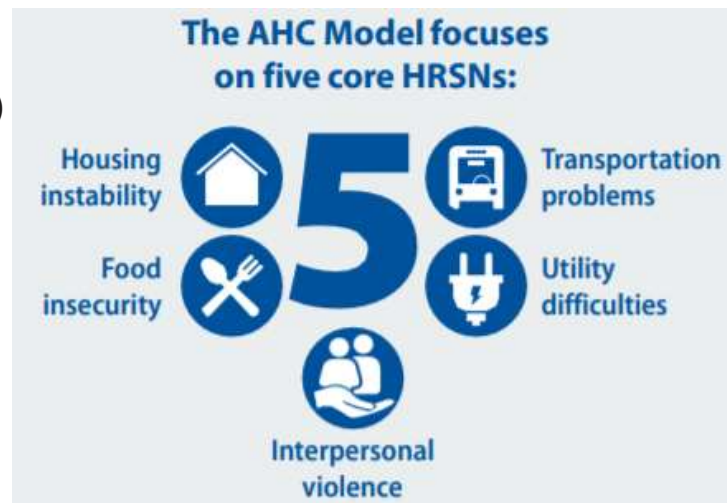 The AHC Model focuses
on five core HRSNs:
)
5
Housing
instability
Transportation
problems
Food
insecurity
Utility
difficulties
Interpersonal
violence